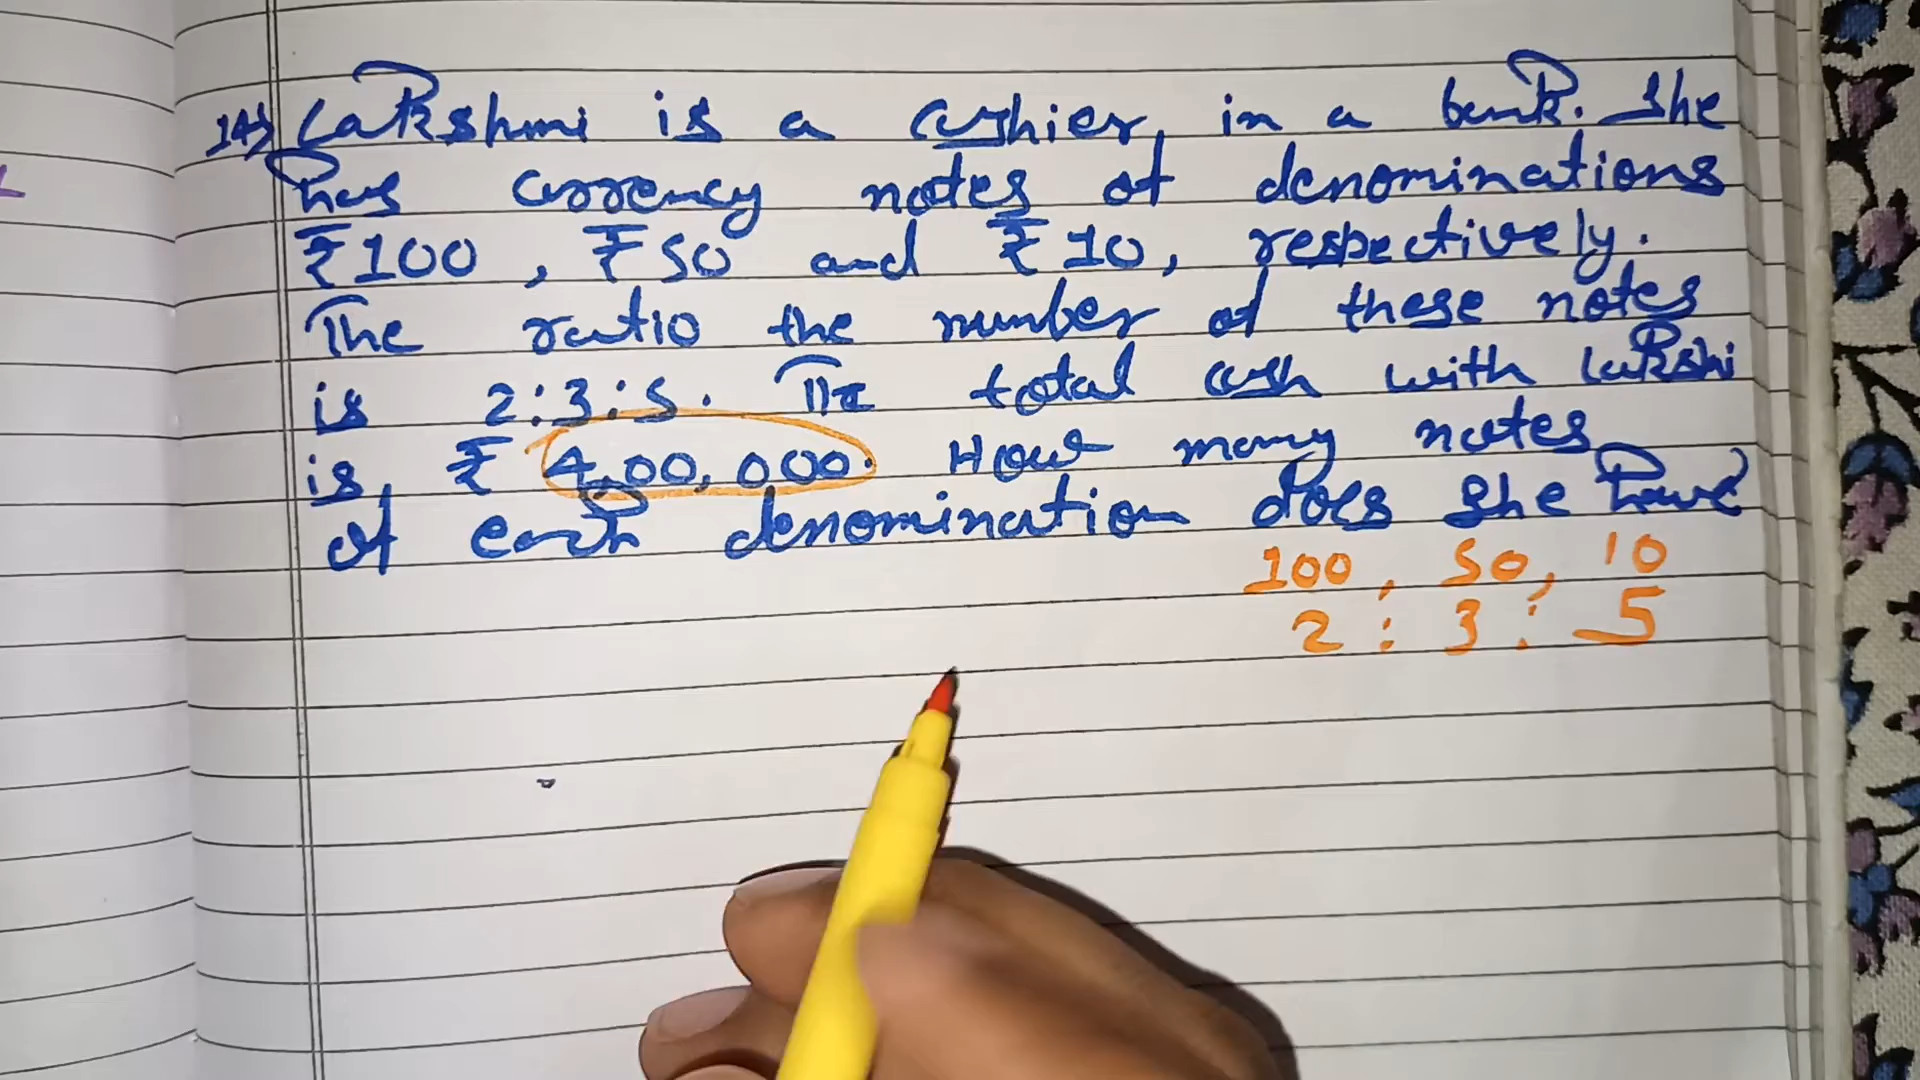 14) Lakshmi is a cashier in a bank. She
has currency notes of denominations
₹100, ₹50 and ₹10, respectively.
The ratio the number of these notes
is 2:3:5. The total cash with lakshi
is ₹ 4,00,000. How many notes
of each denomination does she have?
100, 50, 10
2 : 3 : 5